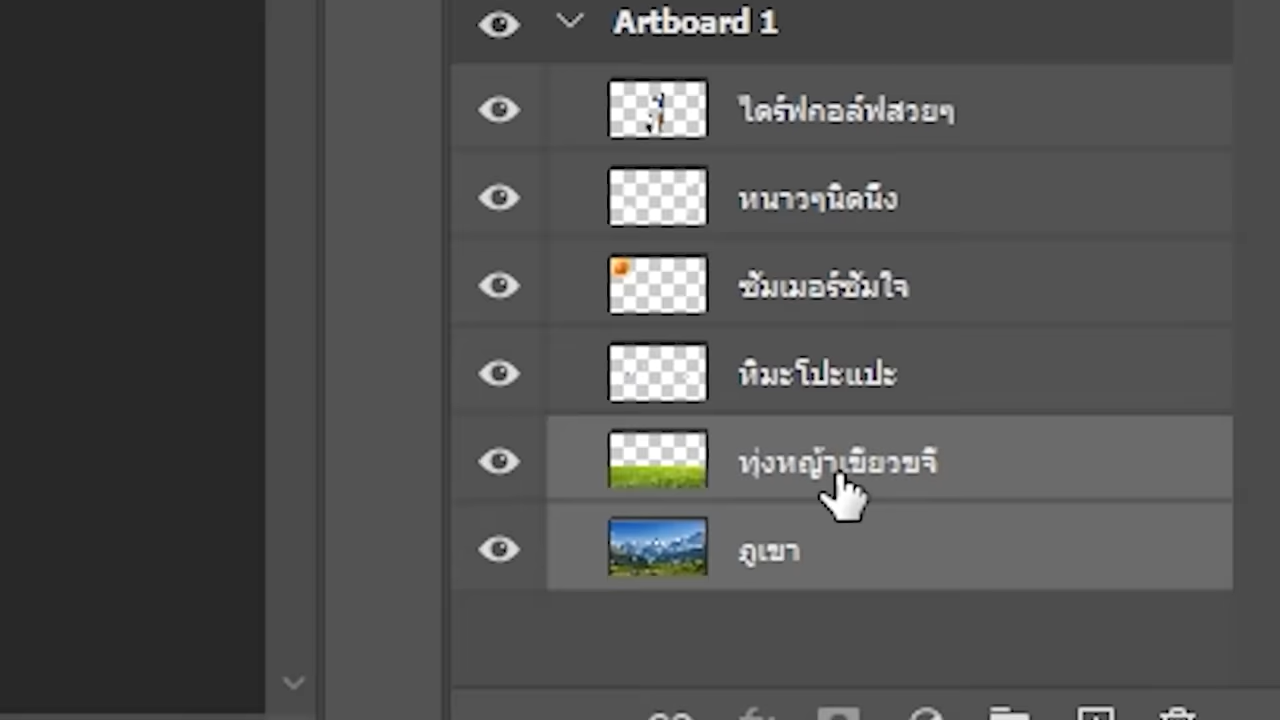 Artboard 1
ไดร์ฟกอล์ฟสวยๆ
หนาวๆนิดนึง
ซัมเมอร์ซัมใจ
หิมะโปะแปะ
ทุ่งหญ้าเขียวขจี
ภูเขา